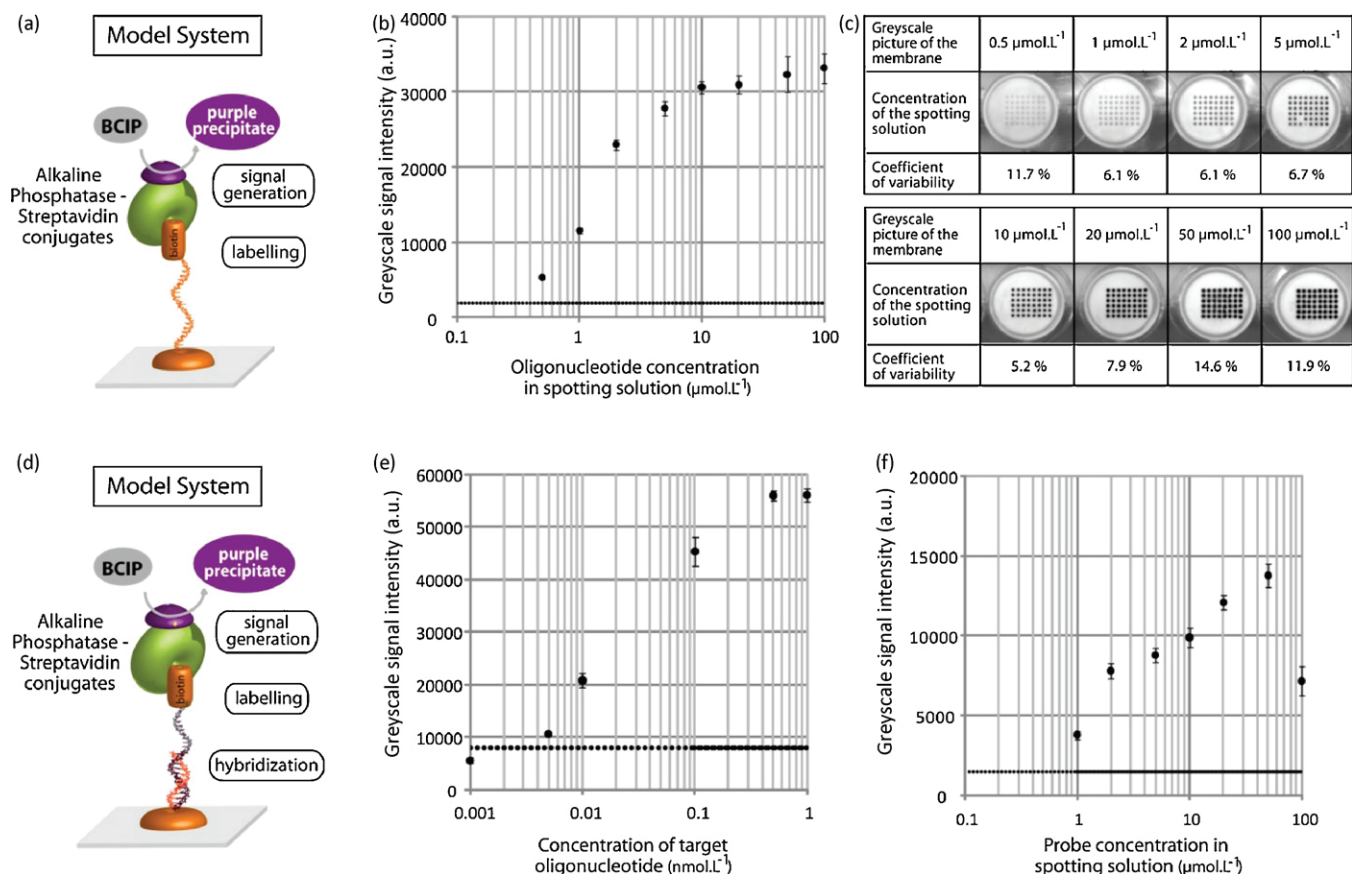 (a)
Model System
BCIP
purple
precipitate
Alkaline
Phosphatase -
Streptavidin
conjugates
signal
generation
biotin
labelling
(b)
Greyscale signal intensity (a.u.)
40000
30000
20000
10000
0
0.1
1
10
100
Oligonucleotide concentration
in spotting solution (µmol.L⁻¹)
(c)
Greyscale
picture of the
membrane
0.5 µmol.L⁻¹
1 µmol.L⁻¹
2 µmol.L⁻¹
5 µmol.L⁻¹
Concentration
of the spotting
solution
Coefficient
of variability
11.7 %
6.1 %
6.1 %
6.7 %
Greyscale
picture of the
membrane
10 µmol.L⁻¹
20 µmol.L⁻¹
50 µmol.L⁻¹
100 µmol.L⁻¹
Concentration
of the spotting
solution
Coefficient
of variability
5.2 %
7.9 %
14.6 %
11.9 %
(d)
Model System
BCIP
purple
precipitate
Alkaline
Phosphatase -
Streptavidin
conjugates
signal
generation
biotin
labelling
hybridization
(e)
Greyscale signal intensity (a.u.)
60000
50000
40000
30000
20000
10000
0
0.001
0.01
0.1
1
Concentration of target
oligonucleotide (nmol.L⁻¹)
(f)
Greyscale signal intensity (a.u.)
20000
15000
10000
5000
0
0.1
1
10
100
Probe concentration in
spotting solution (µmol.L⁻¹)